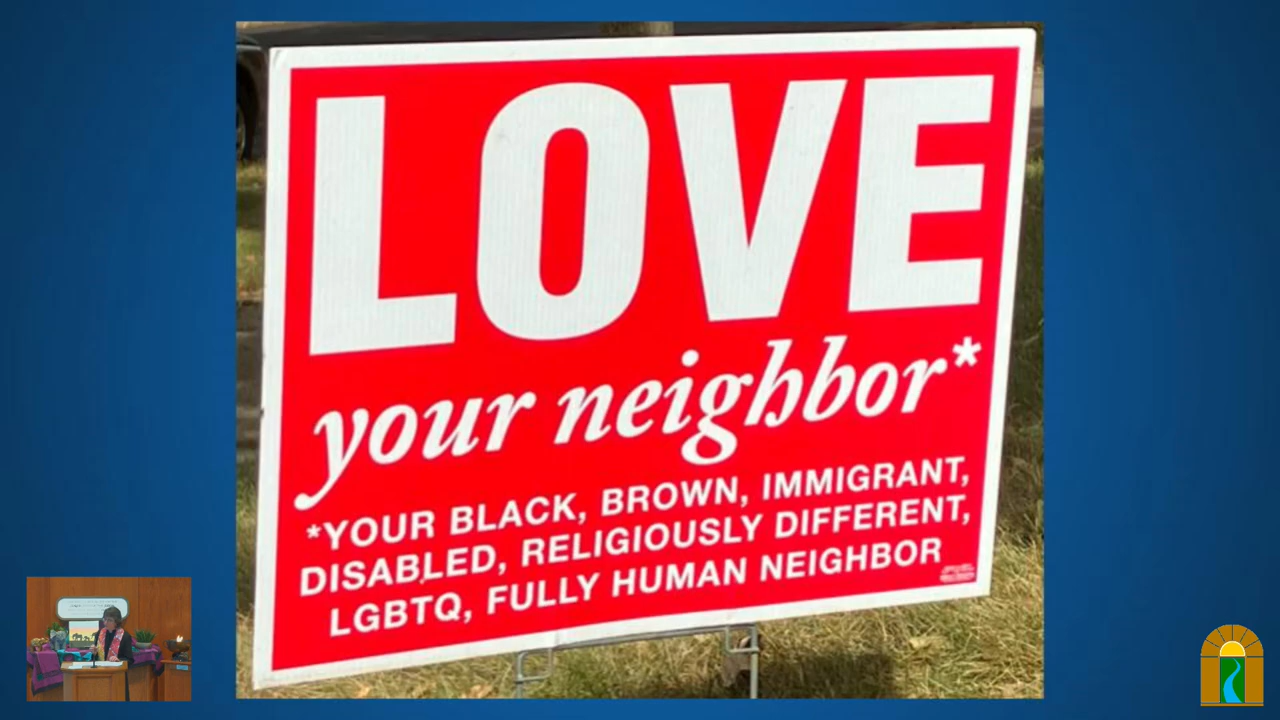 LOVE
your neighbor*
*YOUR BLACK, BROWN, IMMIGRANT,
DISABLED, RELIGIOUSLY DIFFERENT,
LGBTQ, FULLY HUMAN NEIGHBOR